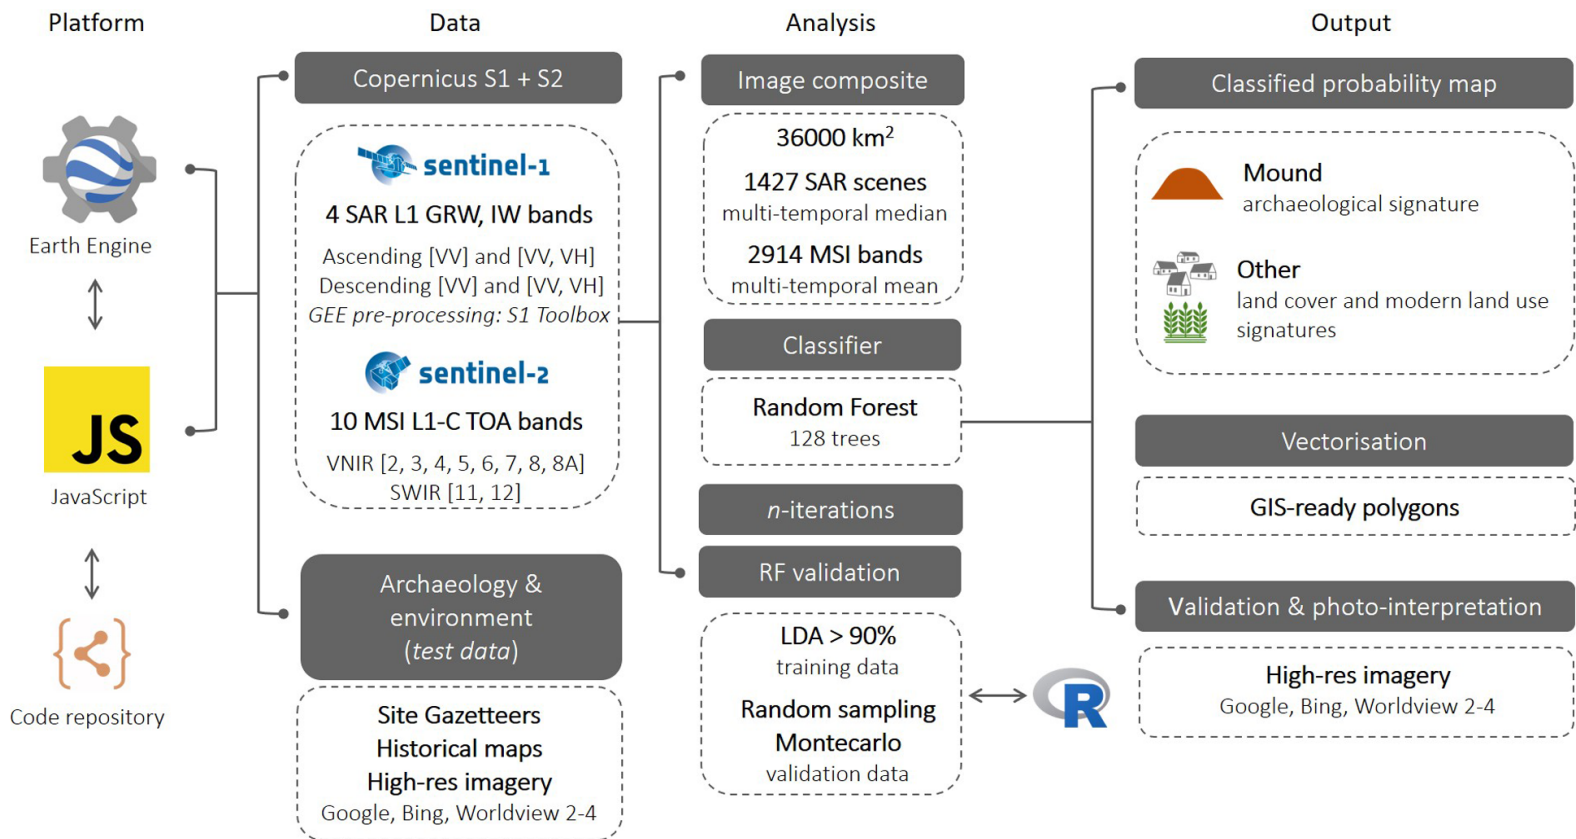 Platform
Earth Engine
JS
JavaScript
Code repository
Data
Copernicus S1 + S2
sentinel-1
4 SAR L1 GRW, IW bands
Ascending [VV] and [VV, VH]
Descending [VV] and [VV, VH]
GEE pre-processing: S1 Toolbox
sentinel-2
10 MSI L1-C TOA bands
VNIR [2, 3, 4, 5, 6, 7, 8, 8A]
SWIR [11, 12]
Archaeology &
environment
(test data)
Site Gazetteers
Historical maps
High-res imagery
Google, Bing, Worldview 2-4
Analysis
Image composite
36000 km²
1427 SAR scenes
multi-temporal median
2914 MSI bands
multi-temporal mean
Classifier
Random Forest
128 trees
n-iterations
RF validation
LDA > 90%
training data
Random sampling
Montecarlo
validation data
R
Output
Classified probability map
Mound
archaeological signature
Other
land cover and modern land use
signatures
Vectorisation
GIS-ready polygons
Validation & photo-interpretation
High-res imagery
Google, Bing, Worldview 2-4